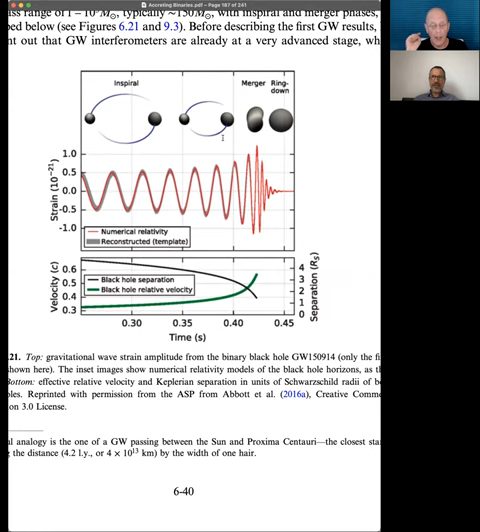 Accreting Binaries.pdf – Page 187 of 241
ass range of 1–10 M⊙, typically ~150M⊙, with inspiral and merger phases,
bed below (see Figures 6.21 and 9.3). Before describing the first GW results,
nt out that GW interferometers are already at a very advanced stage, wh
Inspiral
Merger Ring-
down
Strain (10⁻²¹)
1.0
0.5
0.0
-0.5
-1.0
Numerical relativity
Reconstructed (template)
Velocity (c)
0.6
0.5
0.4
0.3
Black hole separation
Black hole relative velocity
4
3
2
1
0
Separation (R_S)
0.30 0.35 0.40 0.45
Time (s)
.21. Top: gravitational wave strain amplitude from the binary black hole GW150914 (only the fi
shown here). The inset images show numerical relativity models of the black hole horizons, as th
Bottom: effective relative velocity and Keplerian separation in units of Schwarzschild radii of b
oles. Reprinted with permission from the ASP from Abbott et al. (2016a), Creative Comm
on 3.0 License.
al analogy is the one of a GW passing between the Sun and Proxima Centauri—the closest sta
the distance (4.2 l.y., or 4 × 10¹³ km) by the width of one hair.
6-40